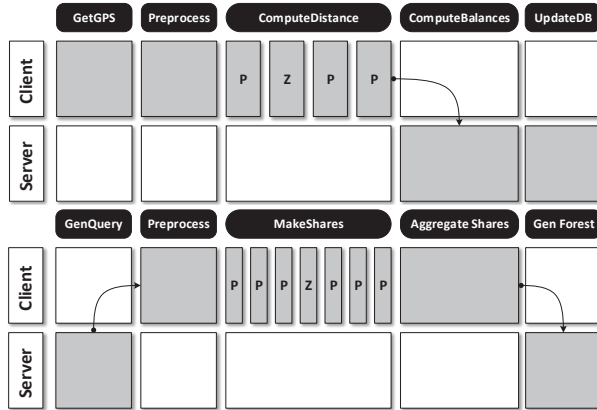 GetGPS Preprocess ComputeDistance ComputeBalances UpdateDB
Client
P Z P P
Server
GenQuery Preprocess MakeShares Aggregate Shares Gen Forest
Client
P P P Z P P P
Server